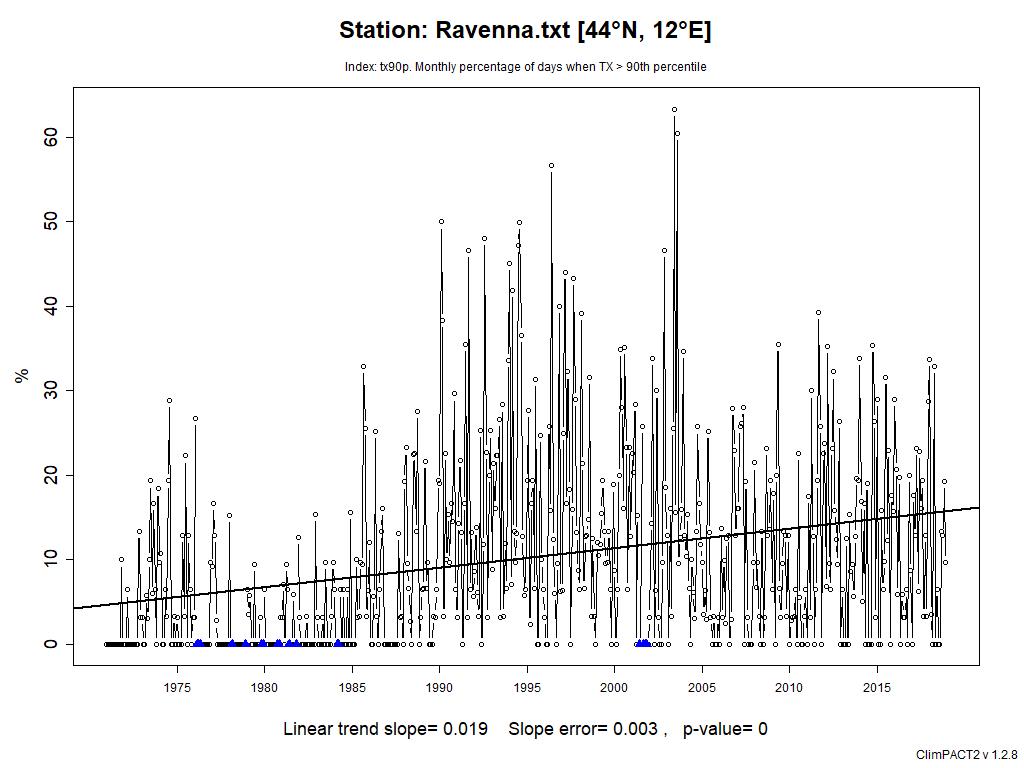 Station: Ravenna.txt [44°N, 12°E]
Index: tx90p. Monthly percentage of days when TX > 90th percentile
%
60
50
40
30
20
10
0
1975 1980 1985 1990 1995 2000 2005 2010 2015
Linear trend slope= 0.019 Slope error= 0.003 , p-value= 0
ClimPACT2 v 1.2.8